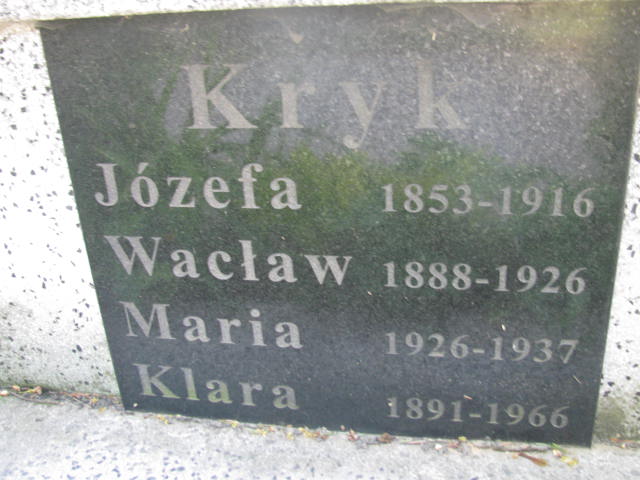 Kryk
Józefa 1853-1916
Wacław 1888-1926
Maria 1926-1937
Klara 1891-1966